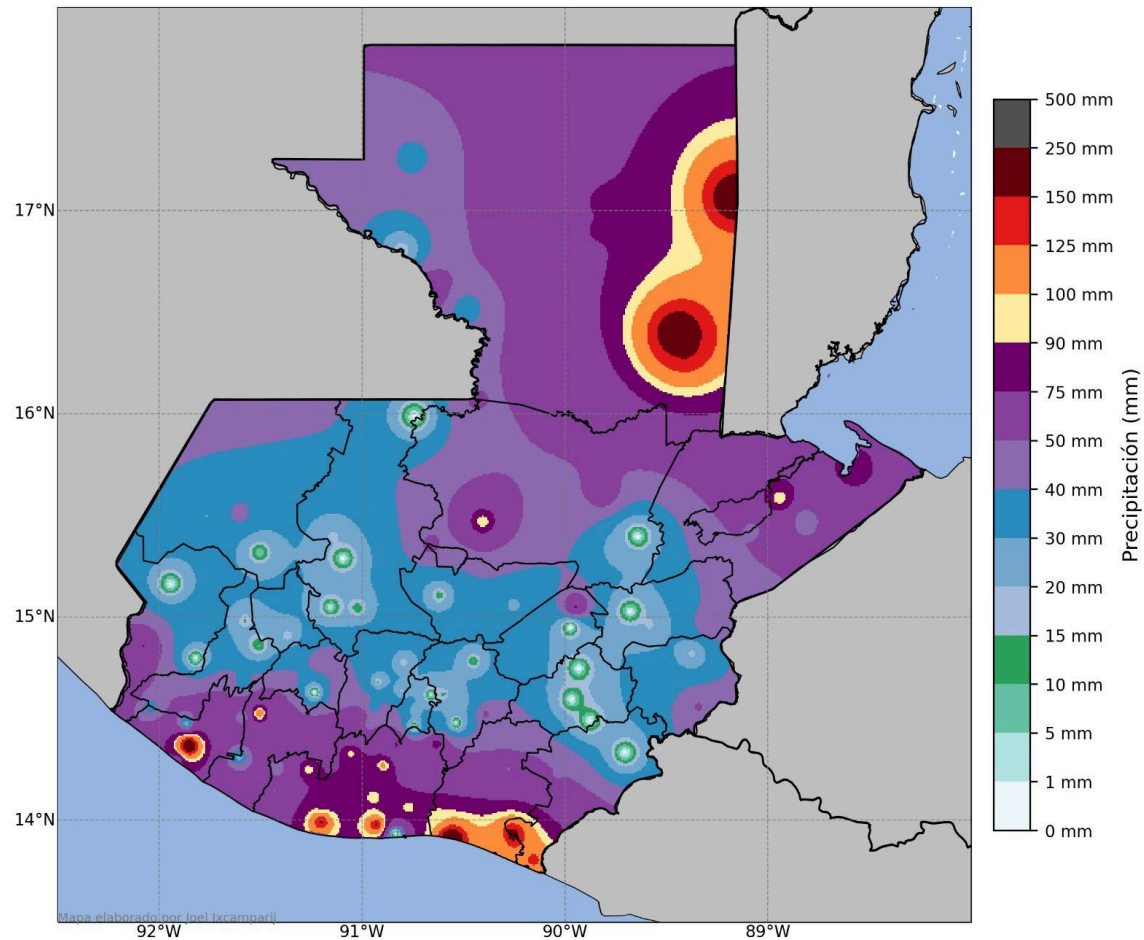 500 mm
250 mm
150 mm
125 mm
100 mm
90 mm
75 mm
50 mm
40 mm
30 mm
20 mm
15 mm
10 mm
5 mm
1 mm
0 mm
Precipitación (mm)
17°N
16°N
15°N
14°N
Mapa elaborado por Joel Ixcamparij
92°W
91°W
90°W
89°W